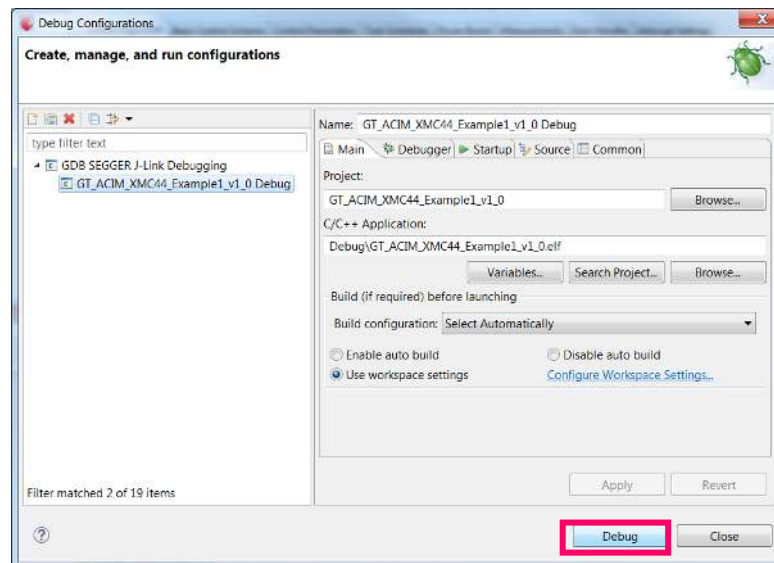 Debug Configurations
Create, manage, and run configurations
type filter text
GDB SEGGER J-Link Debugging
GT_ACIM_XMC44_Example1_v1_0 Debug
Filter matched 2 of 19 items
Name: GT_ACIM_XMC44_Example1_v1_0 Debug
Main Debugger Startup Source Common
Project:
GT_ACIM_XMC44_Example1_v1_0 Browse...
C/C++ Application:
Debug\GT_ACIM_XMC44_Example1_v1_0.elf
Variables... Search Project... Browse...
Build (if required) before launching
Build configuration: Select Automatically
Enable auto build Disable auto build
Use workspace settings Configure Workspace Settings...
Apply Revert
Debug Close